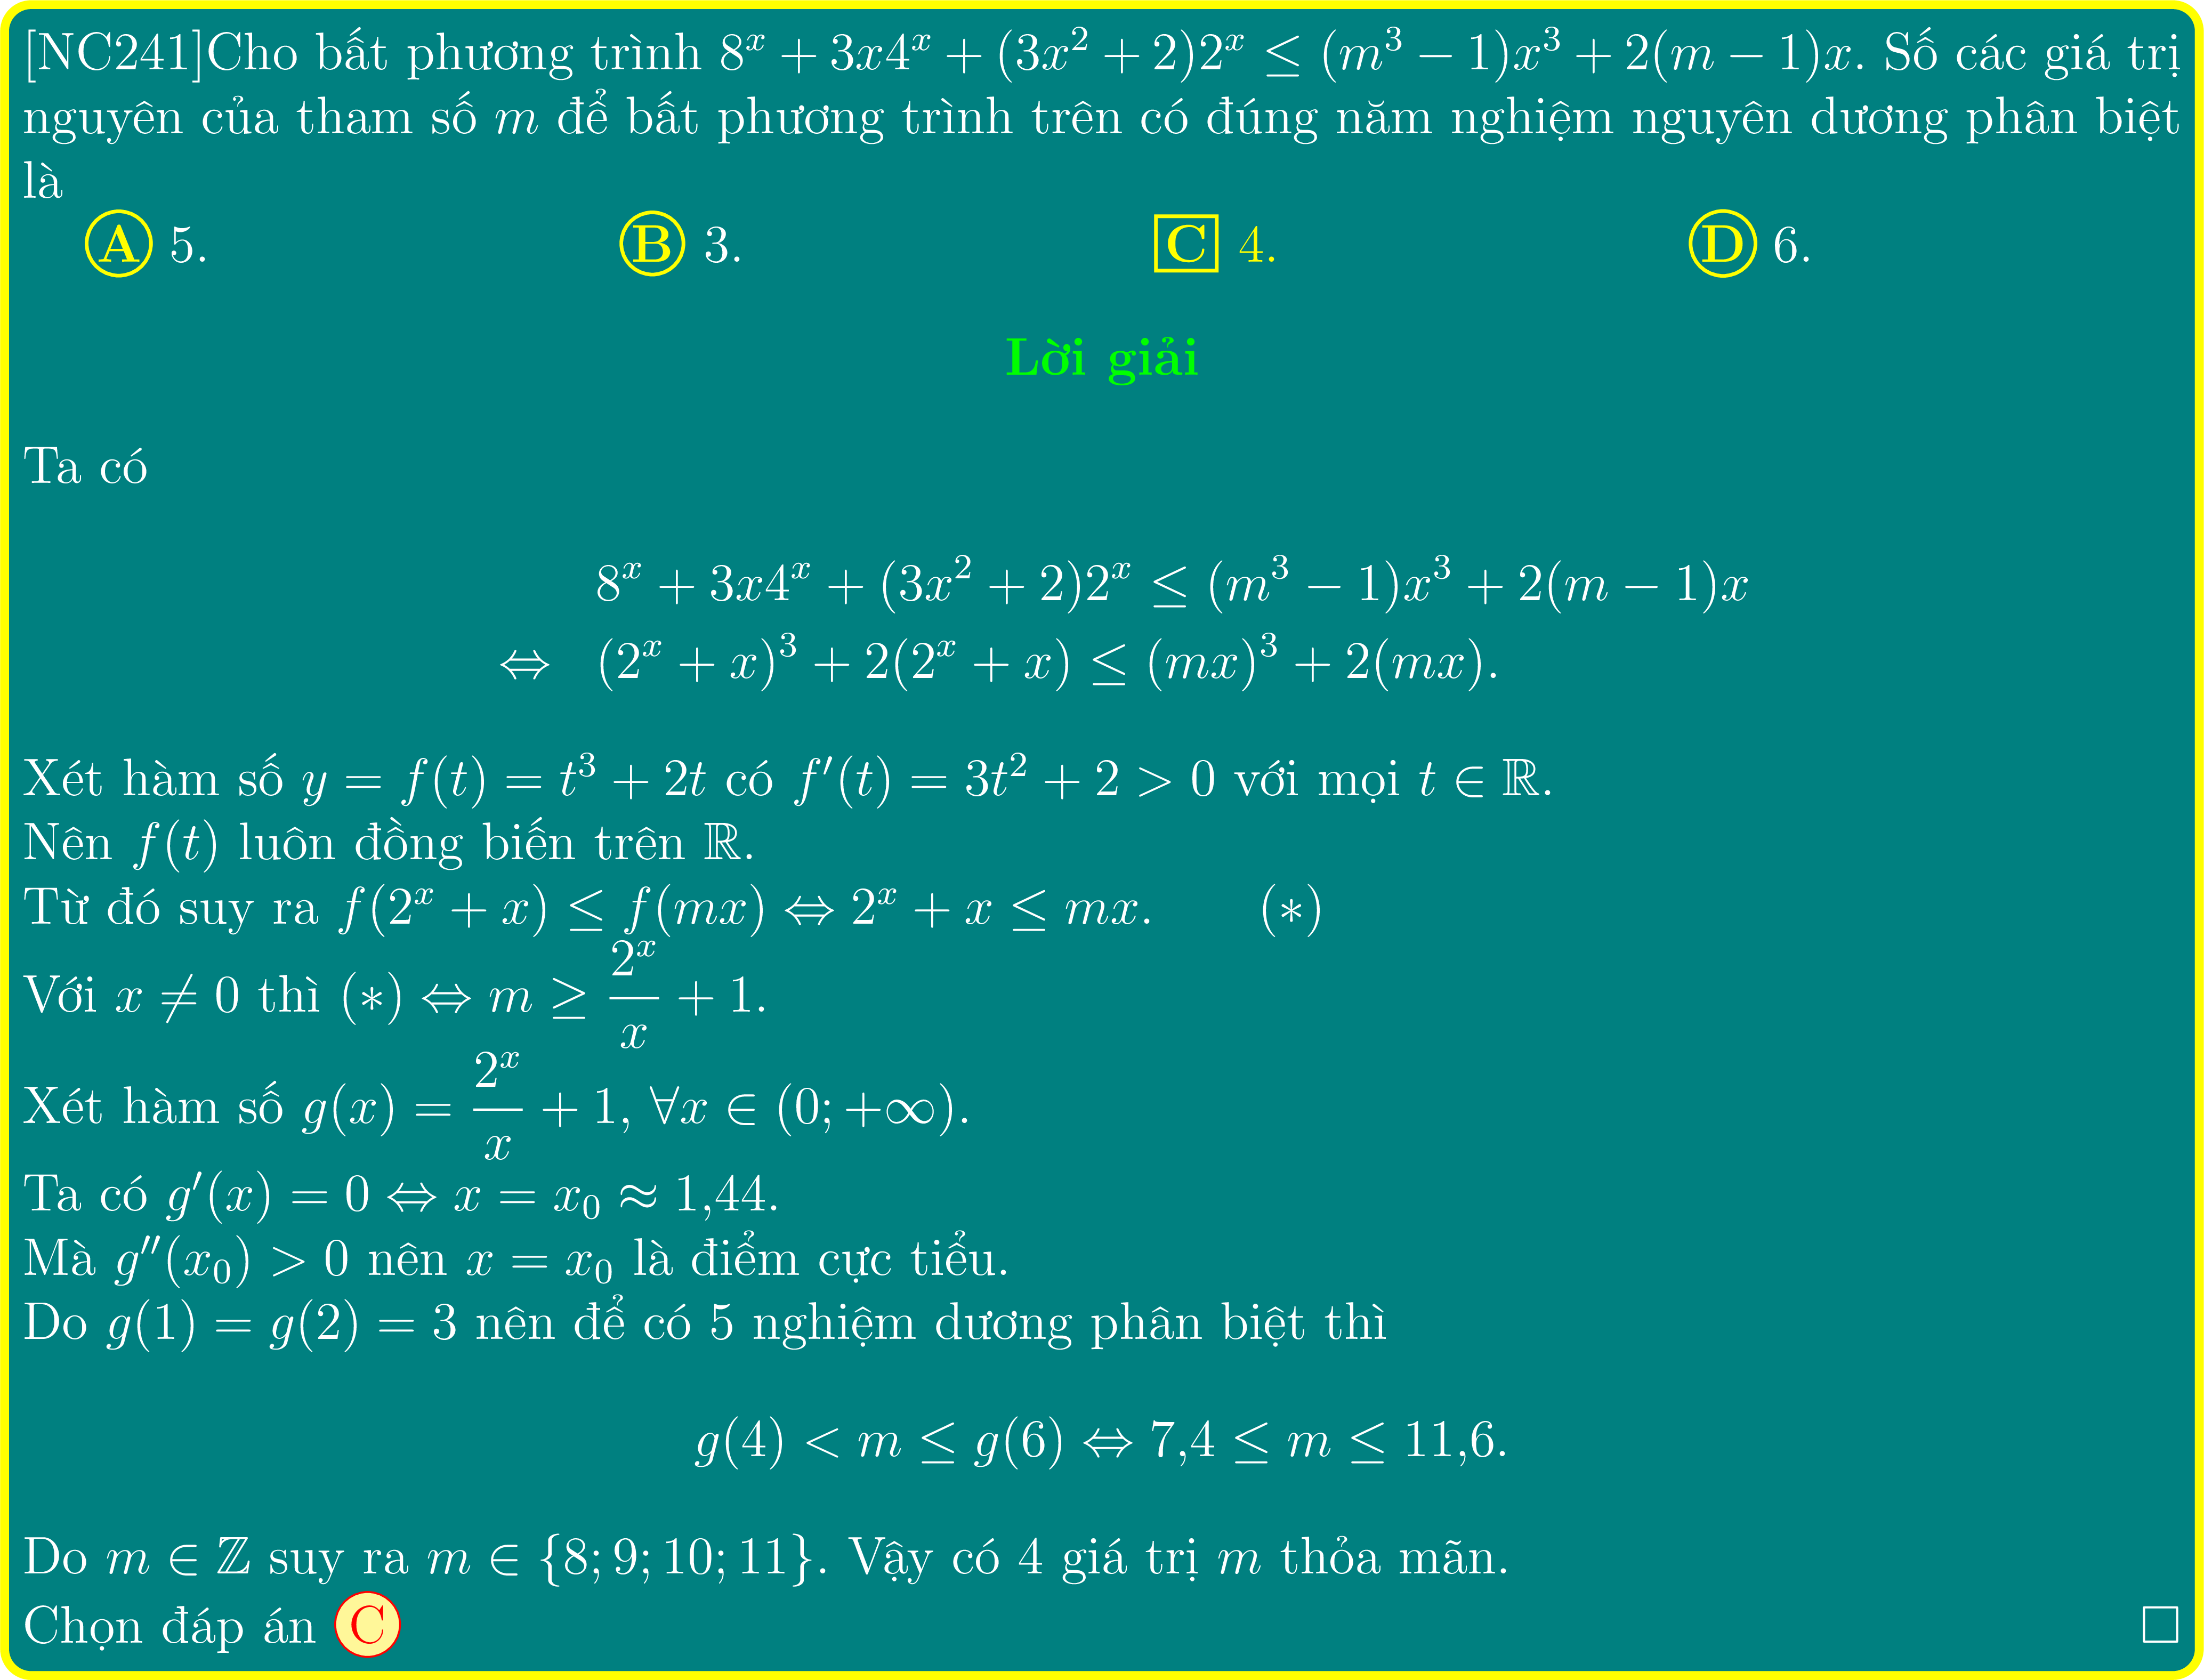 [NC241]Cho bất phương trình $8^x + 3x4^x + (3x^2 + 2)2^x \leq (m^3 - 1)x^3 + 2(m - 1)x$. Số các giá trị
nguyên của tham số $m$ để bất phương trình trên có đúng năm nghiệm nguyên dương phân biệt
là
Ⓐ 5. Ⓑ 3. C 4. Ⓓ 6.
Lời giải
Ta có
$8^x + 3x4^x + (3x^2 + 2)2^x \leq (m^3 - 1)x^3 + 2(m - 1)x$
$\Leftrightarrow (2^x + x)^3 + 2(2^x + x) \leq (mx)^3 + 2(mx).$
Xét hàm số $y = f(t) = t^3 + 2t$ có $f'(t) = 3t^2 + 2 > 0$ với mọi $t \in \mathbb{R}$.
Nên $f(t)$ luôn đồng biến trên $\mathbb{R}$.
Từ đó suy ra $f(2^x + x) \leq f(mx) \Leftrightarrow 2^x + x \leq mx.$ (∗)
Với $x \neq 0$ thì (∗) $\Leftrightarrow m \geq \dfrac{2^x}{x} + 1.$
Xét hàm số $g(x) = \dfrac{2^x}{x} + 1, \forall x \in (0; +\infty).$
Ta có $g'(x) = 0 \Leftrightarrow x = x_0 \approx 1{,}44.$
Mà $g''(x_0) > 0$ nên $x = x_0$ là điểm cực tiểu.
Do $g(1) = g(2) = 3$ nên để có 5 nghiệm dương phân biệt thì
$g(4) < m \leq g(6) \Leftrightarrow 7{,}4 \leq m \leq 11{,}6.$
Do $m \in \mathbb{Z}$ suy ra $m \in \{8; 9; 10; 11\}$. Vậy có 4 giá trị $m$ thỏa mãn.
Chọn đáp án Ⓒ □